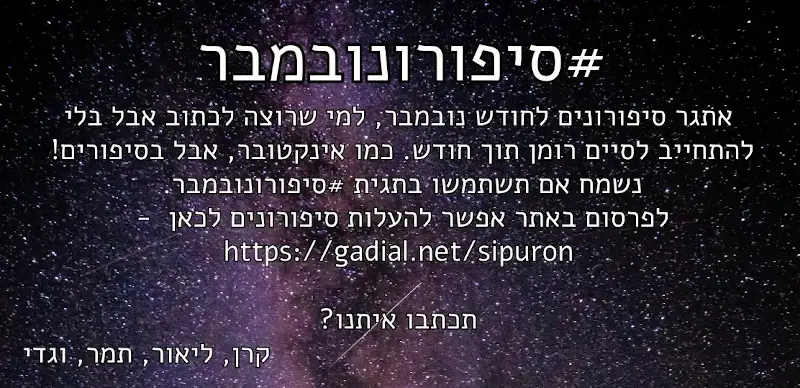 #סיפורונובמבר
אתגר סיפורונים לחודש נובמבר, למי שרוצה לכתוב אבל בלי
להתחייב לסיים רומן תוך חודש. כמו אינקטובר, אבל בסיפורים!
נשמח אם תשתמשו בתגית #סיפורונובמבר.
לפרסום באתר אפשר להעלות סיפורונים לכאן -
https://gadial.net/sipuron
תכתבו איתנו?
קרן, ליאור, תמר, וגדי